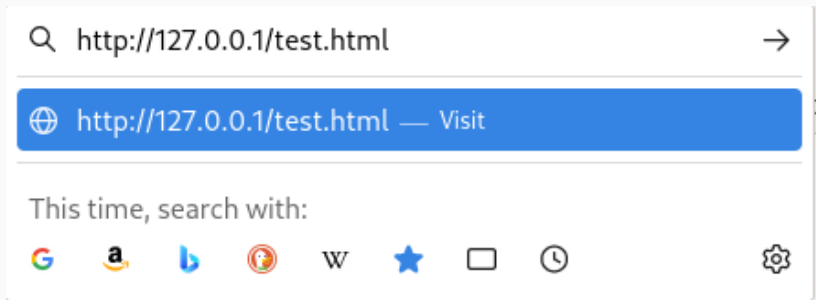 http://127.0.0.1/test.html
http://127.0.0.1/test.html — Visit
This time, search with: